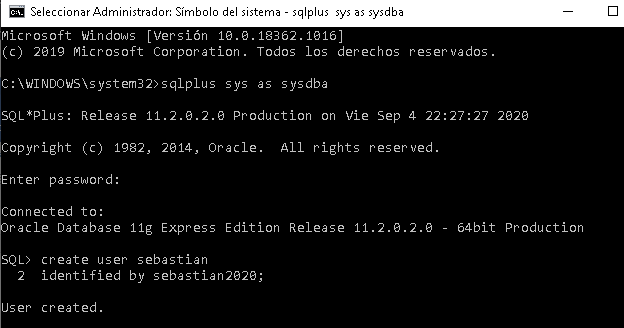 Seleccionar Administrador: Símbolo del sistema - sqlplus sys as sysdba
Microsoft Windows [Versión 10.0.18362.1016]
(c) 2019 Microsoft Corporation. Todos los derechos reservados.
C:\WINDOWS\system32>sqlplus sys as sysdba
SQL*Plus: Release 11.2.0.2.0 Production on Vie Sep 4 22:27:27 2020
Copyright (c) 1982, 2014, Oracle.  All rights reserved.
Enter password:
Connected to:
Oracle Database 11g Express Edition Release 11.2.0.2.0 - 64bit Production
SQL> create user sebastian
  2  identified by sebastian2020;
User created.